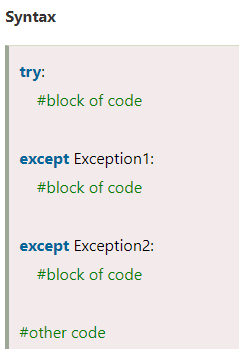 Syntax
try:
    #block of code
except Exception1:
    #block of code
except Exception2:
    #block of code
#other code